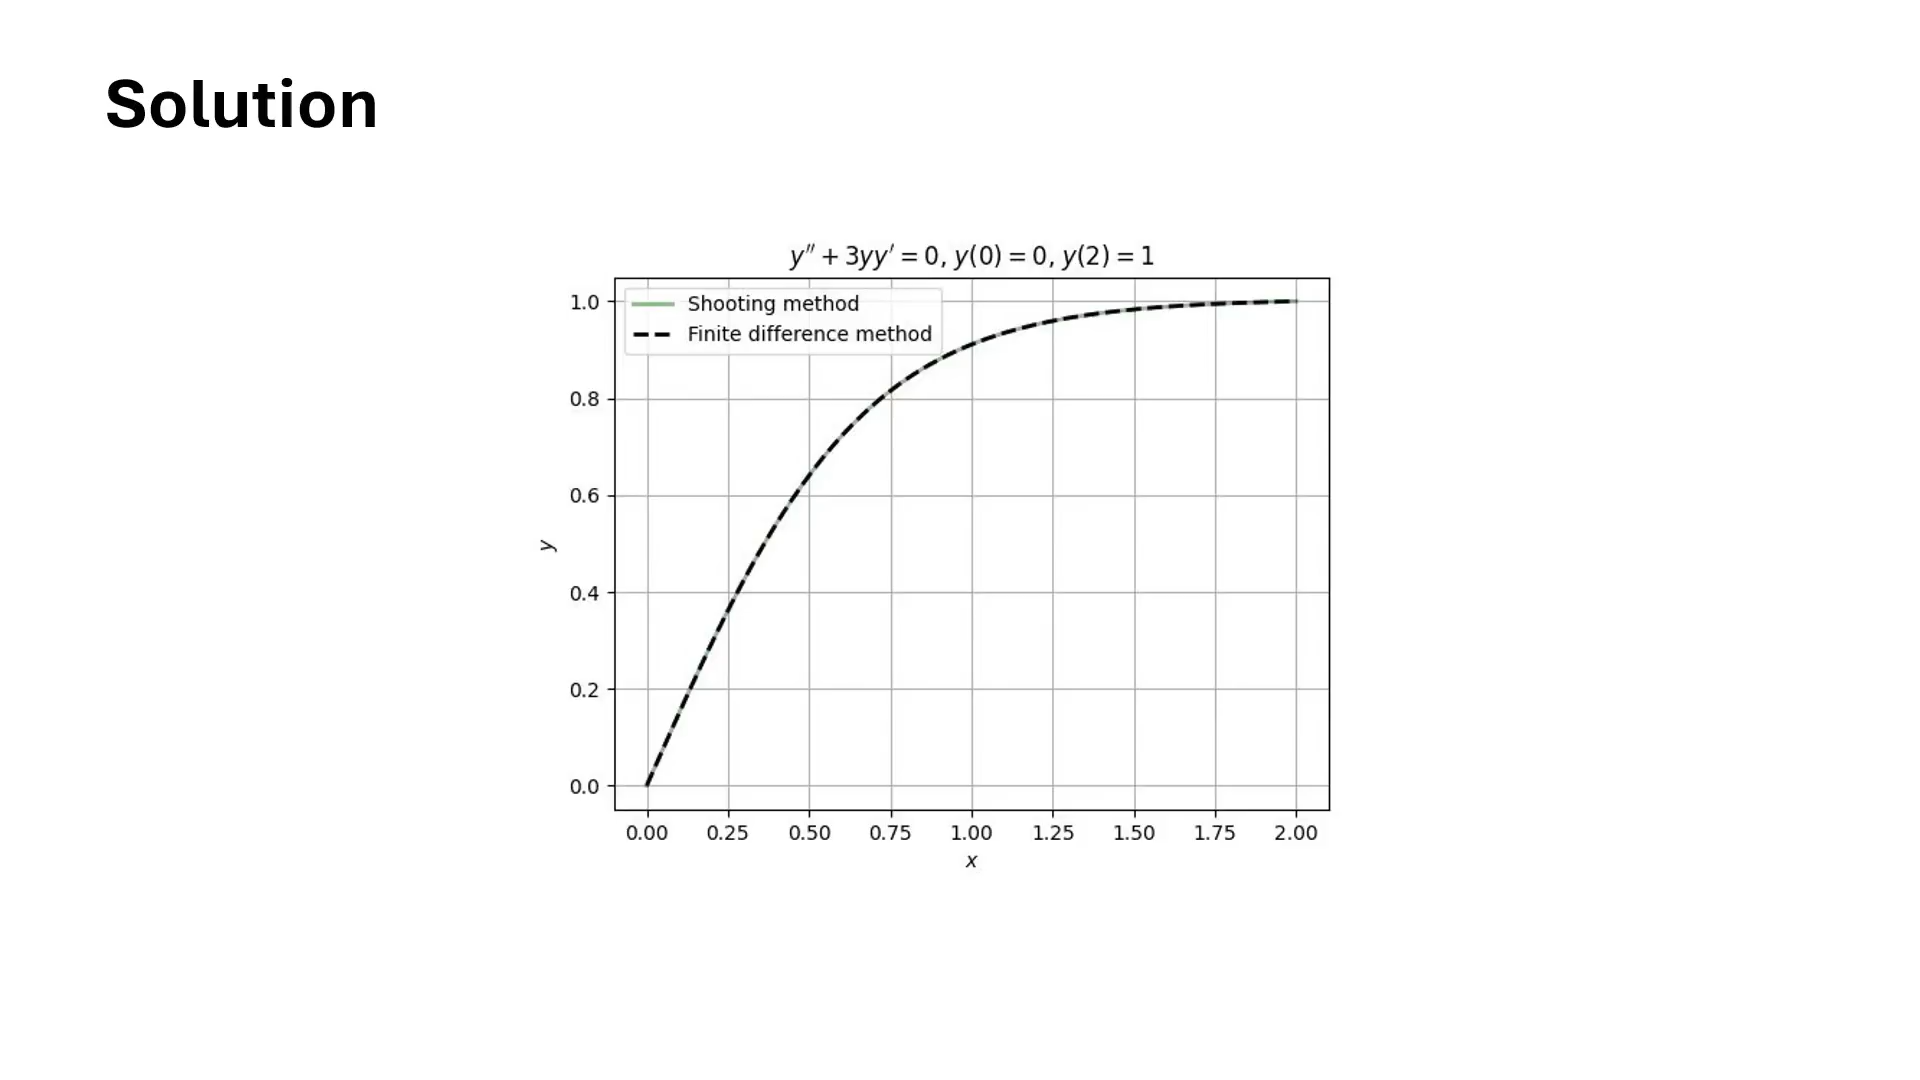 Solution
y′′ + 3yy′ = 0, y(0) = 0, y(2) = 1
Shooting method
Finite difference method
1.0
0.8
0.6
0.4
0.2
0.0
y
0.00 0.25 0.50 0.75 1.00 1.25 1.50 1.75 2.00
x